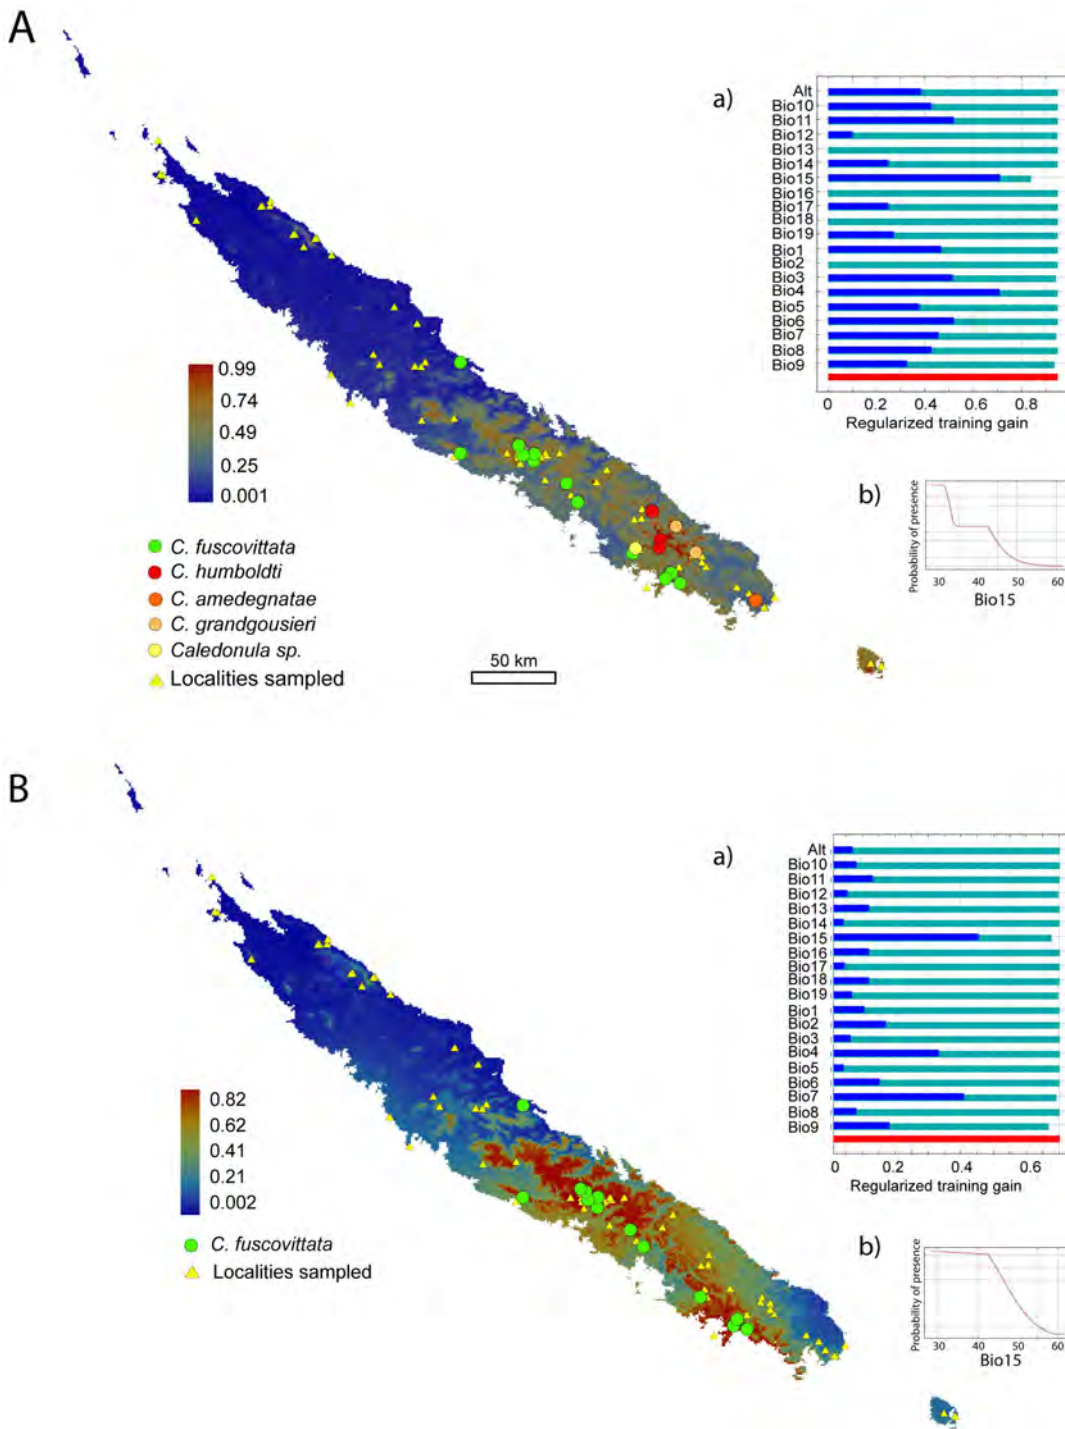 A
a)
Alt
Bio10
Bio11
Bio12
Bio13
Bio14
Bio15
Bio16
Bio17
Bio18
Bio19
Bio1
Bio2
Bio3
Bio4
Bio5
Bio6
Bio7
Bio8
Bio9
0 0.2 0.4 0.6 0.8
Regularized training gain
0.99
0.74
0.49
0.25
0.001
C. fuscovittata
C. humboldti
C. amedegnatae
C. grandgousieri
Caledonula sp.
Localities sampled
50 km
b)
Probability of presence
30 40 50 60
Bio15
B
a)
Alt
Bio10
Bio11
Bio12
Bio13
Bio14
Bio15
Bio16
Bio17
Bio18
Bio19
Bio1
Bio2
Bio3
Bio4
Bio5
Bio6
Bio7
Bio8
Bio9
0 0.2 0.4 0.6
Regularized training gain
0.82
0.62
0.41
0.21
0.002
C. fuscovittata
Localities sampled
b)
Probability of presence
30 40 50 60
Bio15